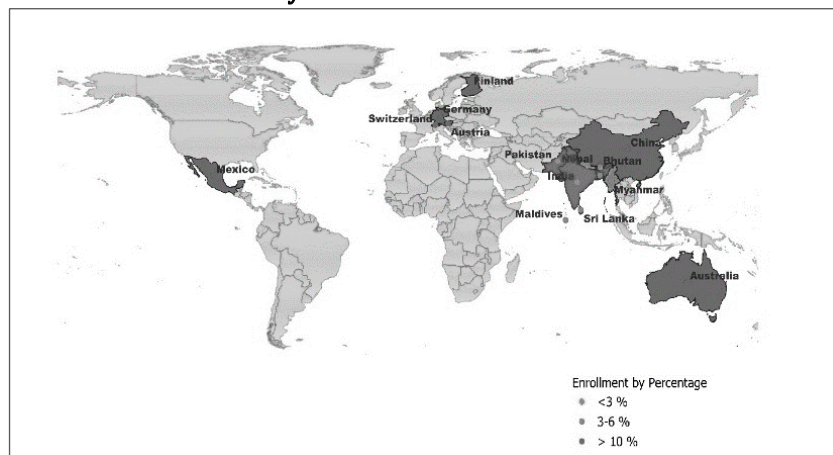 Finland
Germany
Switzerland
Austria
China
Pakistan
Nepal
Bhutan
Mexico
India
Myanmar
Maldives
Sri Lanka
Australia
Enrollment by Percentage
<3 %
3-6 %
> 10 %